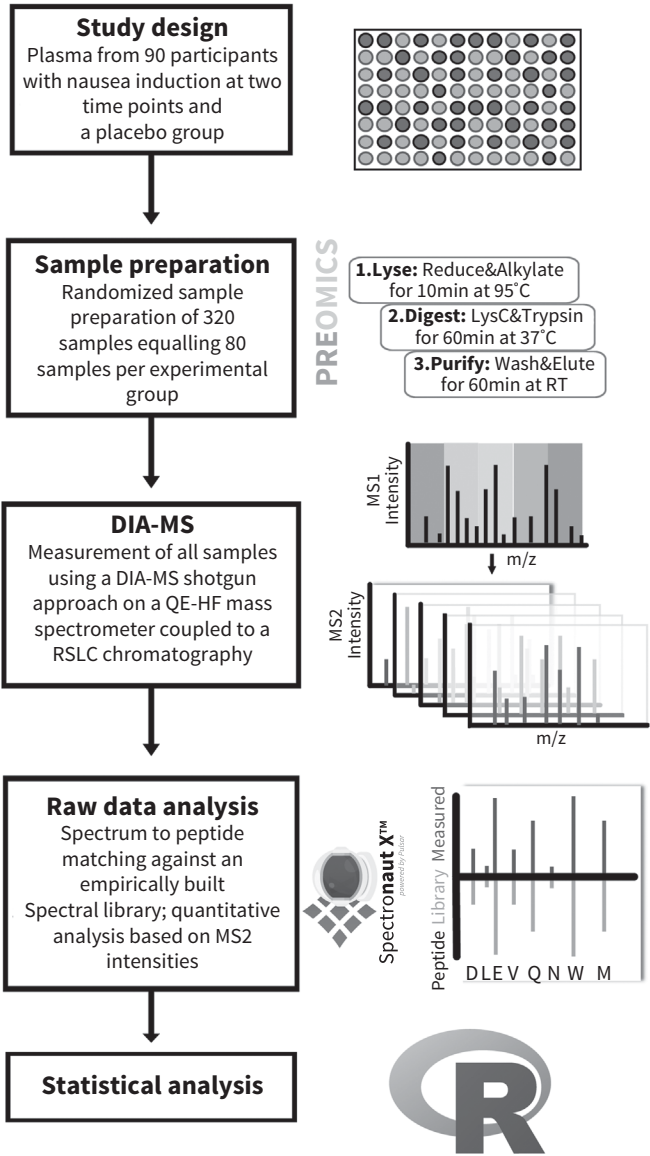 Study design
Plasma from 90 participants
with nausea induction at two
time points and
a placebo group
Sample preparation
Randomized sample
preparation of 320
samples equalling 80
samples per experimental
group
PREOMICS
1.Lyse: Reduce&Alkylate
for 10min at 95˚C
2.Digest: LysC&Trypsin
for 60min at 37˚C
3.Purify: Wash&Elute
for 60min at RT
DIA-MS
Measurement of all samples
using a DIA-MS shotgun
approach on a QE-HF mass
spectrometer coupled to a
RSLC chromatography
MS1
Intensity
m/z
MS2
Intensity
m/z
Raw data analysis
Spectrum to peptide
matching against an
empirically built
Spectral library; quantitative
analysis based on MS2
intensities
Spectronaut X™
powered by Pulsar
Peptide Library Measured
D L E V Q N W M
Statistical analysis
R